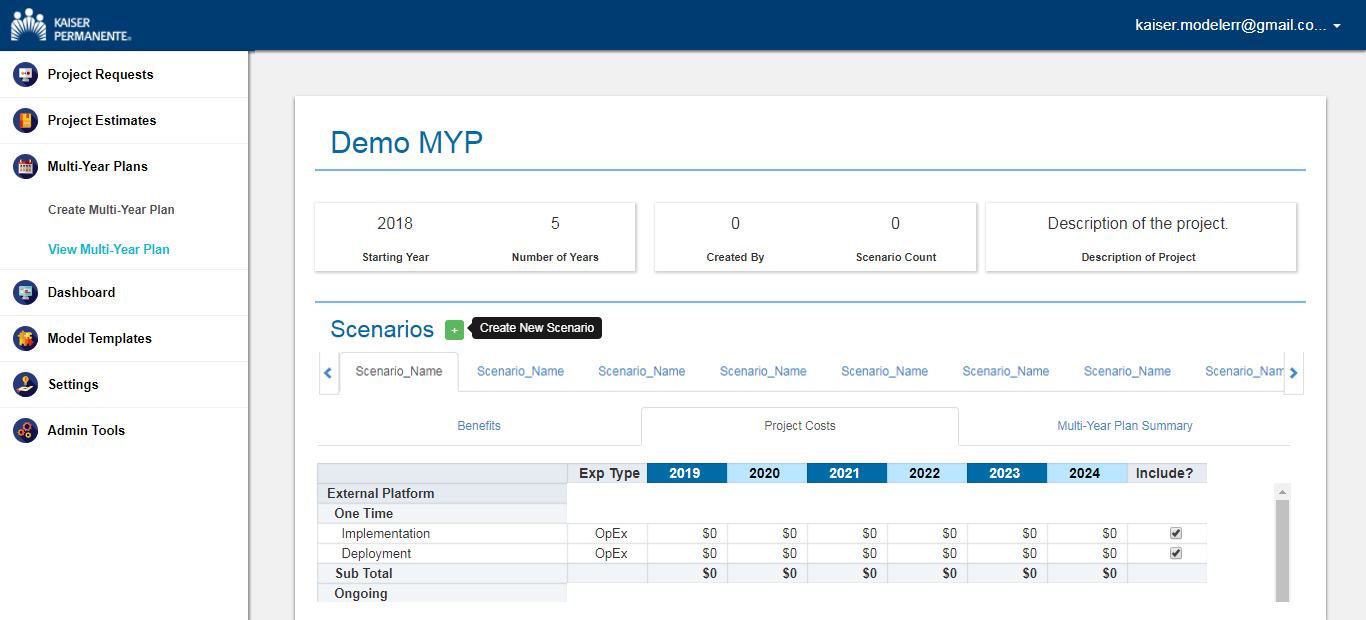 KAISER
PERMANENTE®
kaiser.modelerr@gmail.co...
Project Requests
Project Estimates
Multi-Year Plans
Create Multi-Year Plan
View Multi-Year Plan
Dashboard
Model Templates
Settings
Admin Tools
Demo MYP
2018 5 0 0 Description of the project.
Starting Year Number of Years Created By Scenario Count Description of Project
Scenarios + Create New Scenario
Scenario_Name Scenario_Name Scenario_Name Scenario_Name Scenario_Name Scenario_Name Scenario_Name Scenario_Nam
Benefits Project Costs Multi-Year Plan Summary
Exp Type 2019 2020 2021 2022 2023 2024 Include?
External Platform
One Time
Implementation OpEx $0 $0 $0 $0 $0 $0
Deployment OpEx $0 $0 $0 $0 $0 $0
Sub Total $0 $0 $0 $0 $0 $0
Ongoing